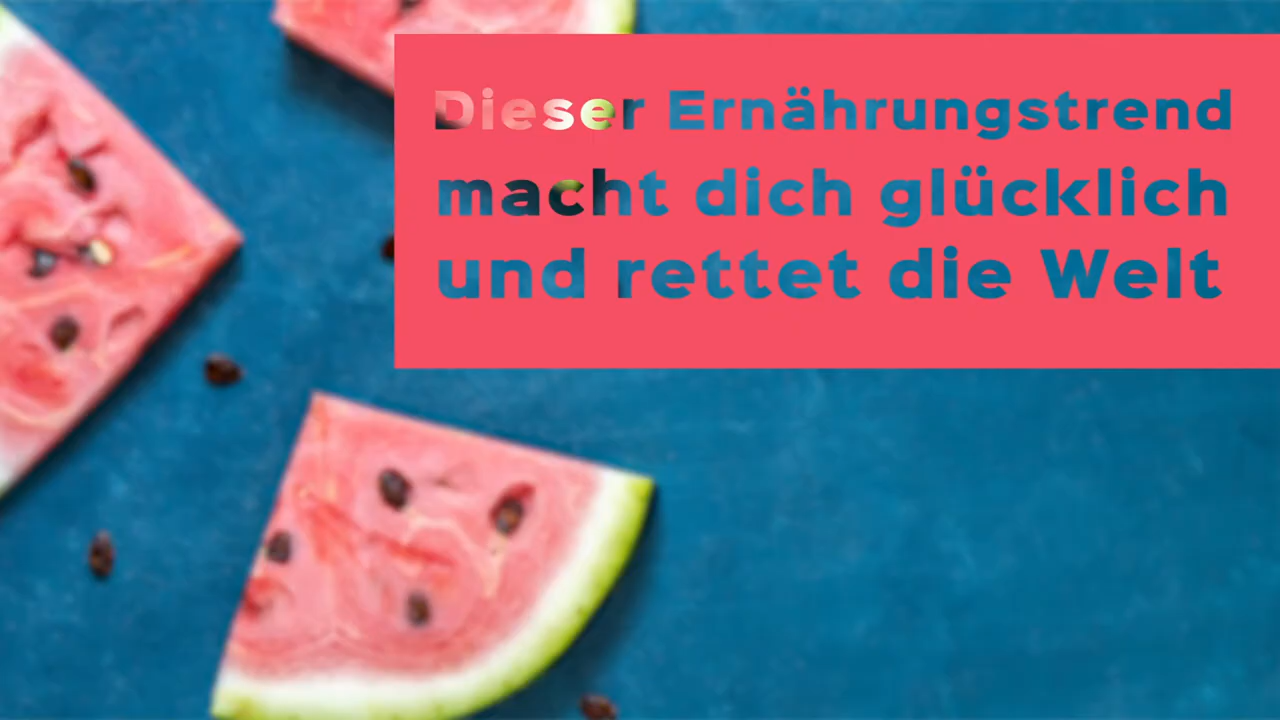 Dieser Ernährungstrend
macht dich glücklich
und rettet die Welt